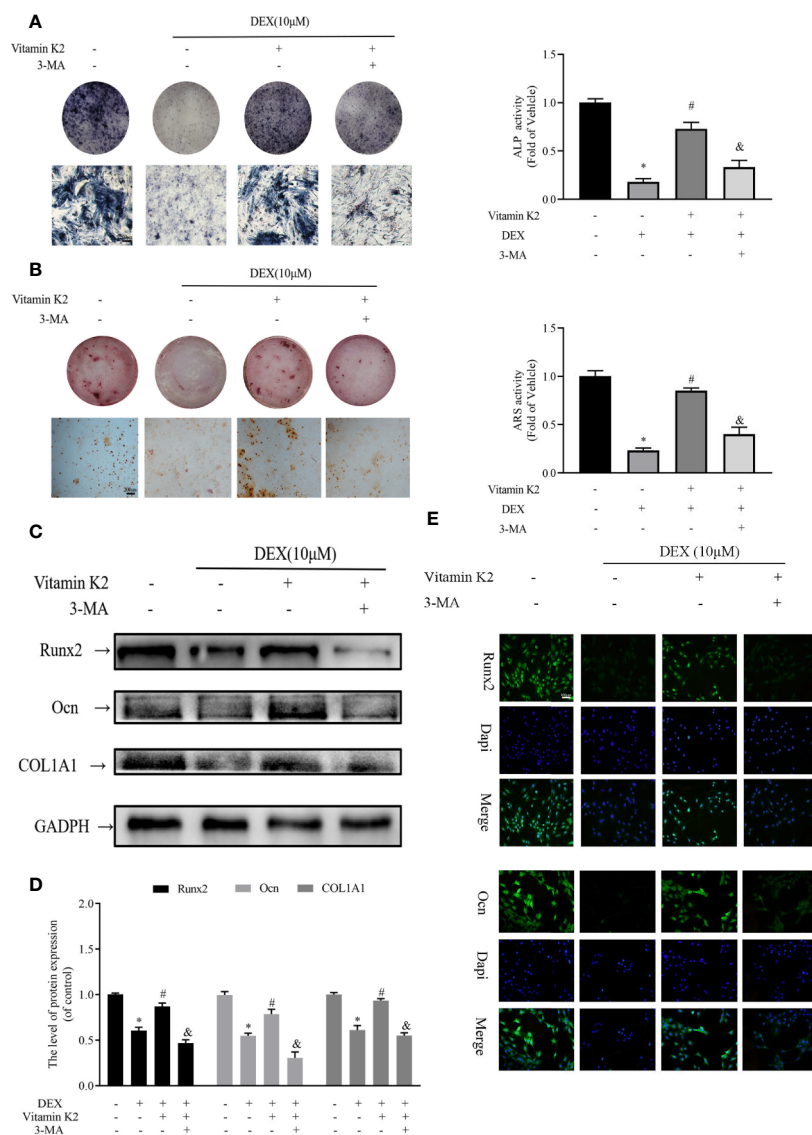 A
DEX(10μM)
Vitamin K2 - - + +
3-MA - - - +
ALP activity
(Fold of Vehicle)
1.5
1.0
0.5
0.0
* # &
Vitamin K2 - - + +
DEX - + + +
3-MA - - - +
B
DEX(10μM)
Vitamin K2 - - + +
3-MA - - - +
ARS activity
(Fold of Vehicle)
1.5
1.0
0.5
0.0
* # &
Vitamin K2 - - + +
DEX - + + +
3-MA - - - +
C
DEX(10μM)
Vitamin K2 - - + +
3-MA - - - +
Runx2 →
Ocn →
COL1A1 →
GADPH →
D
Runx2 Ocn COL1A1
The level of protein expression
(of control)
2.0
1.5
1.0
0.5
0.0
* # & * # & * # &
DEX - + + + - + + + - + + +
Vitamin K2 - - + + - - + + - - + +
3-MA - - - + - - - + - - - +
E
DEX (10μM)
Vitamin K2 - - + +
3-MA - - - +
Runx2
Dapi
Merge
Ocn
Dapi
Merge